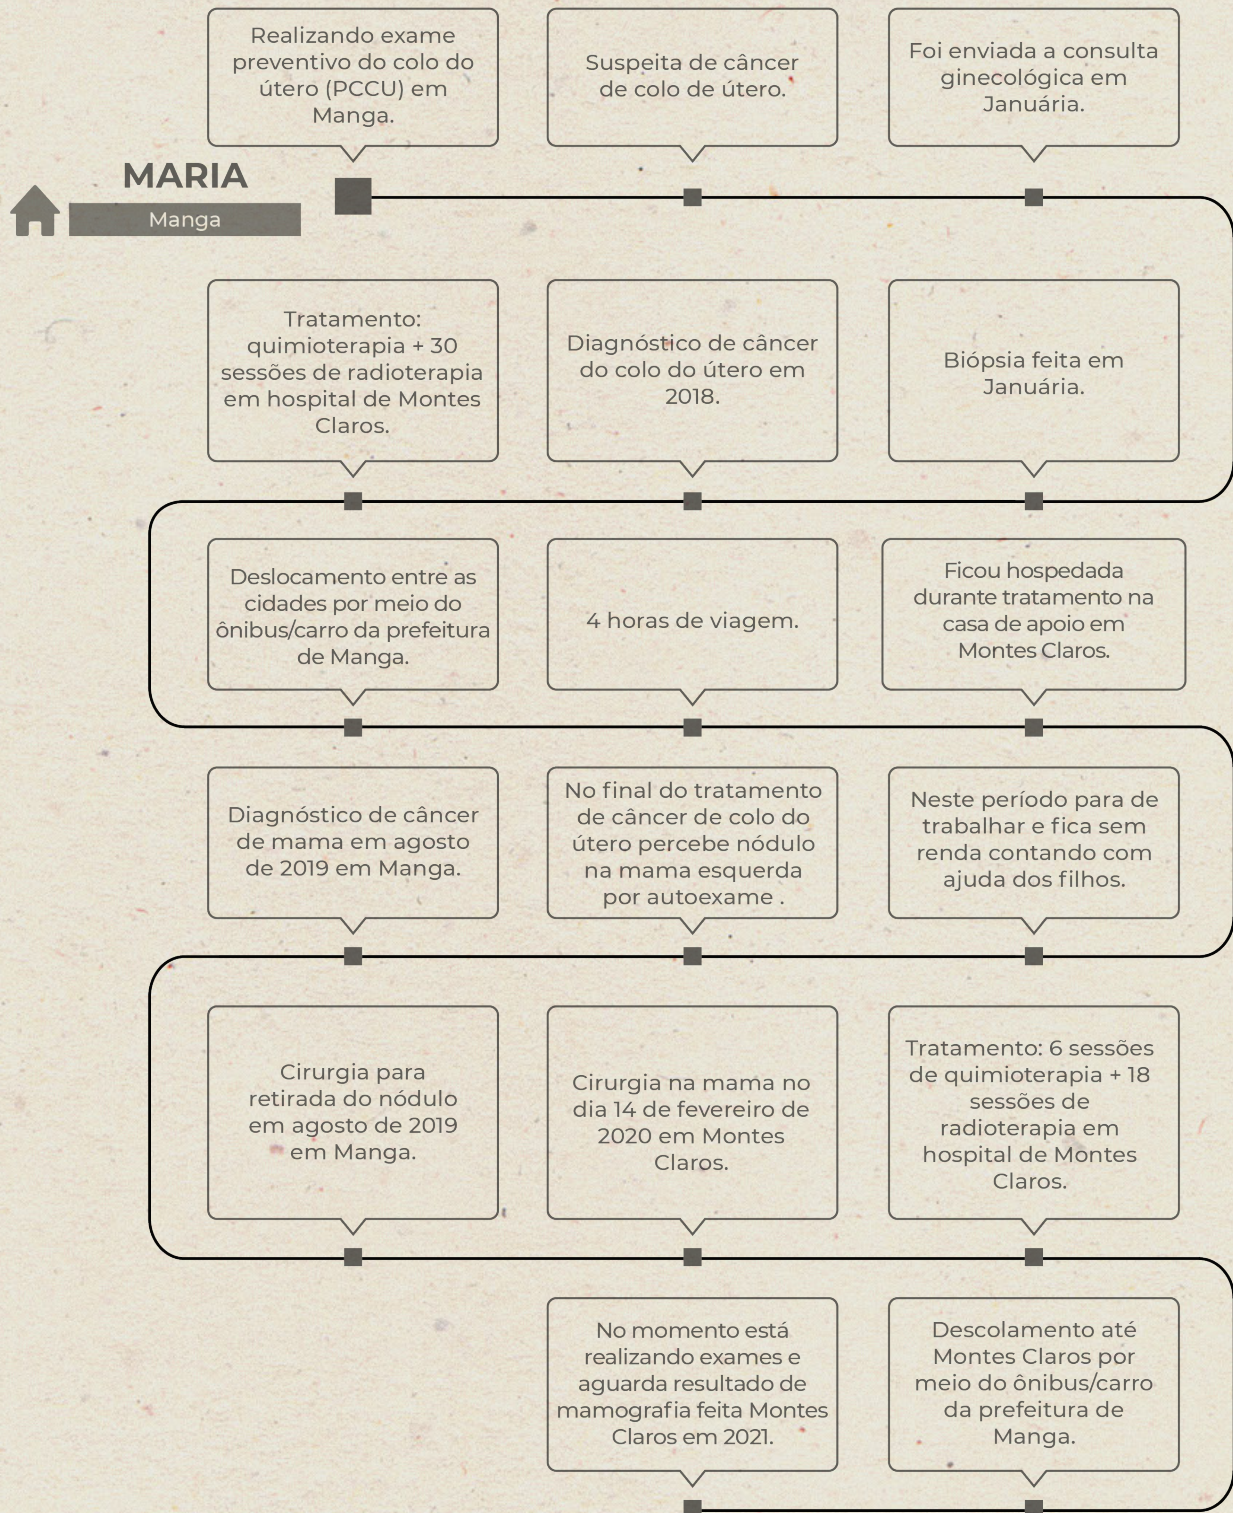 MARIA
Manga
Realizando exame
preventivo do colo do
útero (PCCU) em
Manga.
Suspeita de câncer
de colo de útero.
Foi enviada a consulta
ginecológica em
Januária.
Biópsia feita em
Januária.
Diagnóstico de câncer
do colo do útero em
2018.
Tratamento:
quimioterapia + 30
sessões de radioterapia
em hospital de Montes
Claros.
Deslocamento entre as
cidades por meio do
ônibus/carro da prefeitura
de Manga.
4 horas de viagem.
Ficou hospedada
durante tratamento na
casa de apoio em
Montes Claros.
Neste período para de
trabalhar e fica sem
renda contando com
ajuda dos filhos.
No final do tratamento
de câncer de colo do
útero percebe nódulo
na mama esquerda
por autoexame .
Diagnóstico de câncer
de mama em agosto
de 2019 em Manga.
Cirurgia para
retirada do nódulo
em agosto de 2019
em Manga.
Cirurgia na mama no
dia 14 de fevereiro de
2020 em Montes
Claros.
Tratamento: 6 sessões
de quimioterapia + 18
sessões de
radioterapia em
hospital de Montes
Claros.
Descolamento até
Montes Claros por
meio do ônibus/carro
da prefeitura de
Manga.
No momento está
realizando exames e
aguarda resultado de
mamografia feita Montes
Claros em 2021.